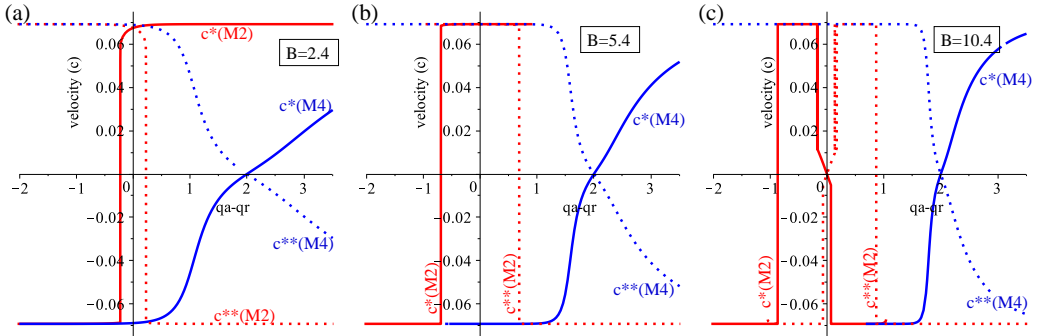 (a)
velocity (c)
0.06
0.04
0.02
−0.02
−0.04
−0.06
−2
−1
0
1
2
3
qa-qr
B=2.4
c*(M2)
c*(M4)
c**(M4)
c**(M2)
(b)
velocity (c)
0.06
0.04
0.02
−0.02
−0.04
−0.06
−2
−1
0
1
2
3
qa-qr
B=5.4
c*(M4)
c**(M4)
c*(M2)
c**(M2)
(c)
velocity (c)
0.06
0.04
0.02
−0.02
−0.04
−0.06
−2
−1
0
1
2
3
qa-qr
B=10.4
c*(M4)
c**(M4)
c*(M2)
c**(M2)